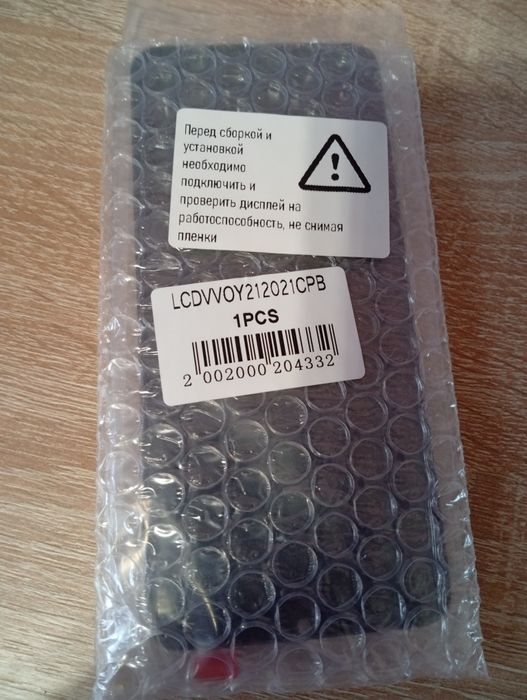 Перед сборкой и
установкой
необходимо
подключить и
проверить дисплей на
работоспособность, не снимая
пленки
LCDVVOY212021CPB
1PCS
2 002000 204332